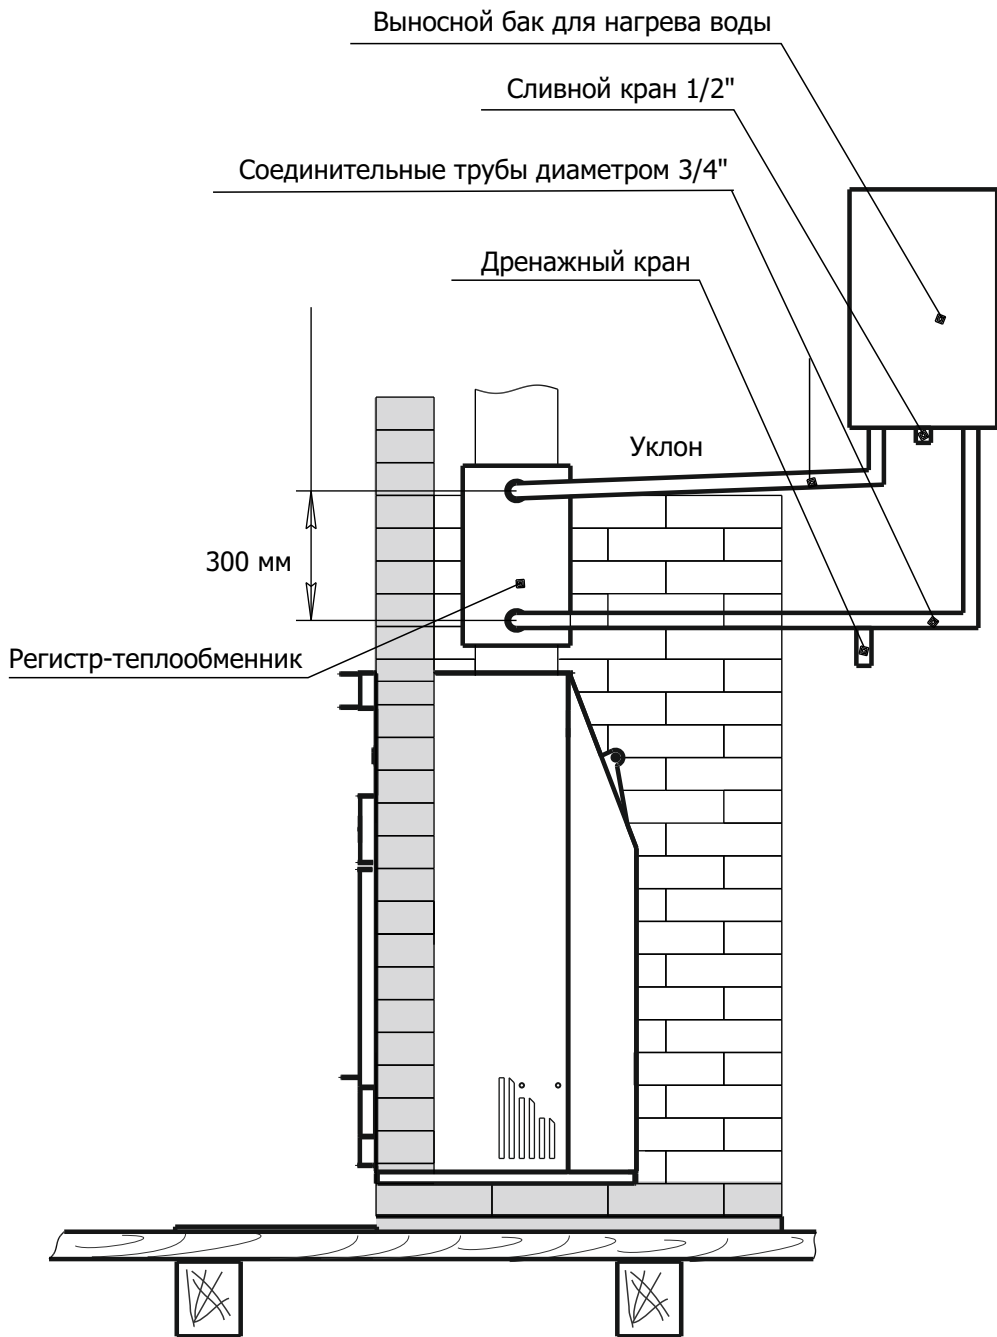 Выносной бак для нагрева воды
Сливной кран 1/2"
Соединительные трубы диаметром 3/4"
Дренажный кран
Уклон
300 мм
Регистр-теплообменник